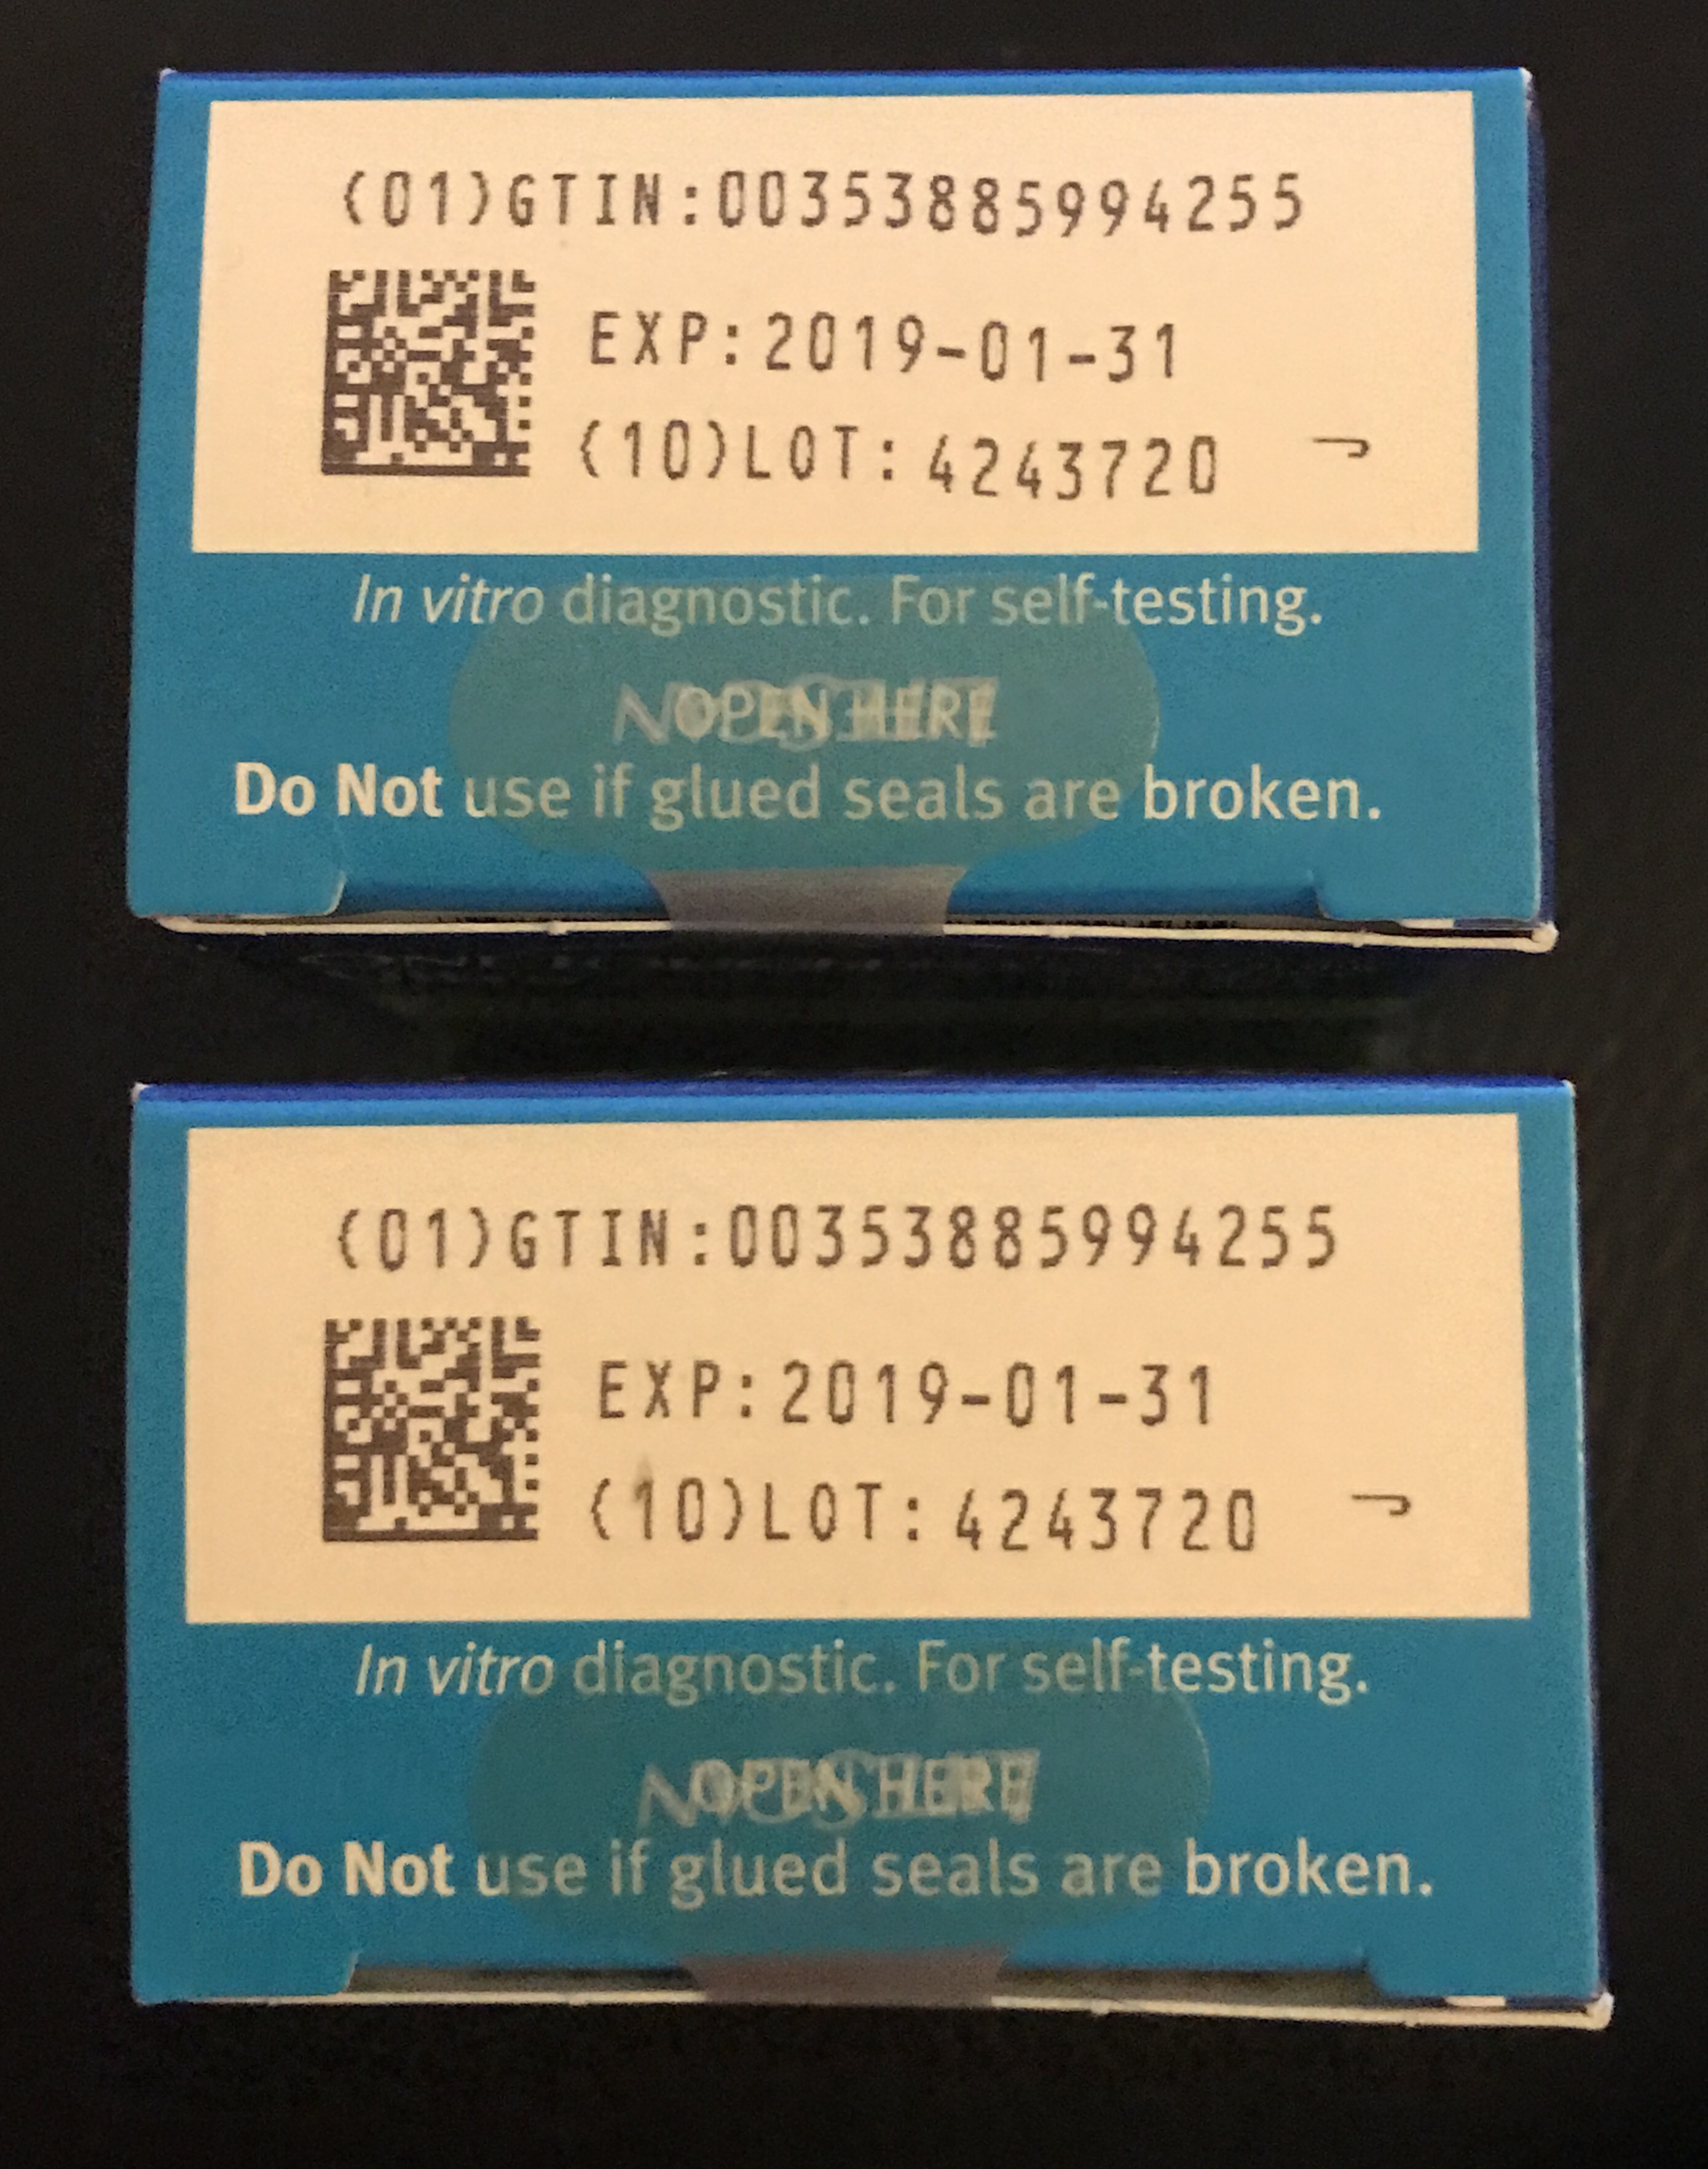 (01)GTIN:00353885994255
EXP:2019-01-31
(10)LOT: 4243720
In vitro diagnostic. For self-testing.
OPEN HERE
Do Not use if glued seals are broken.
(01)GTIN:00353885994255
EXP:2019-01-31
(10)LOT: 4243720
In vitro diagnostic. For self-testing.
OPEN HERE
Do Not use if glued seals are broken.